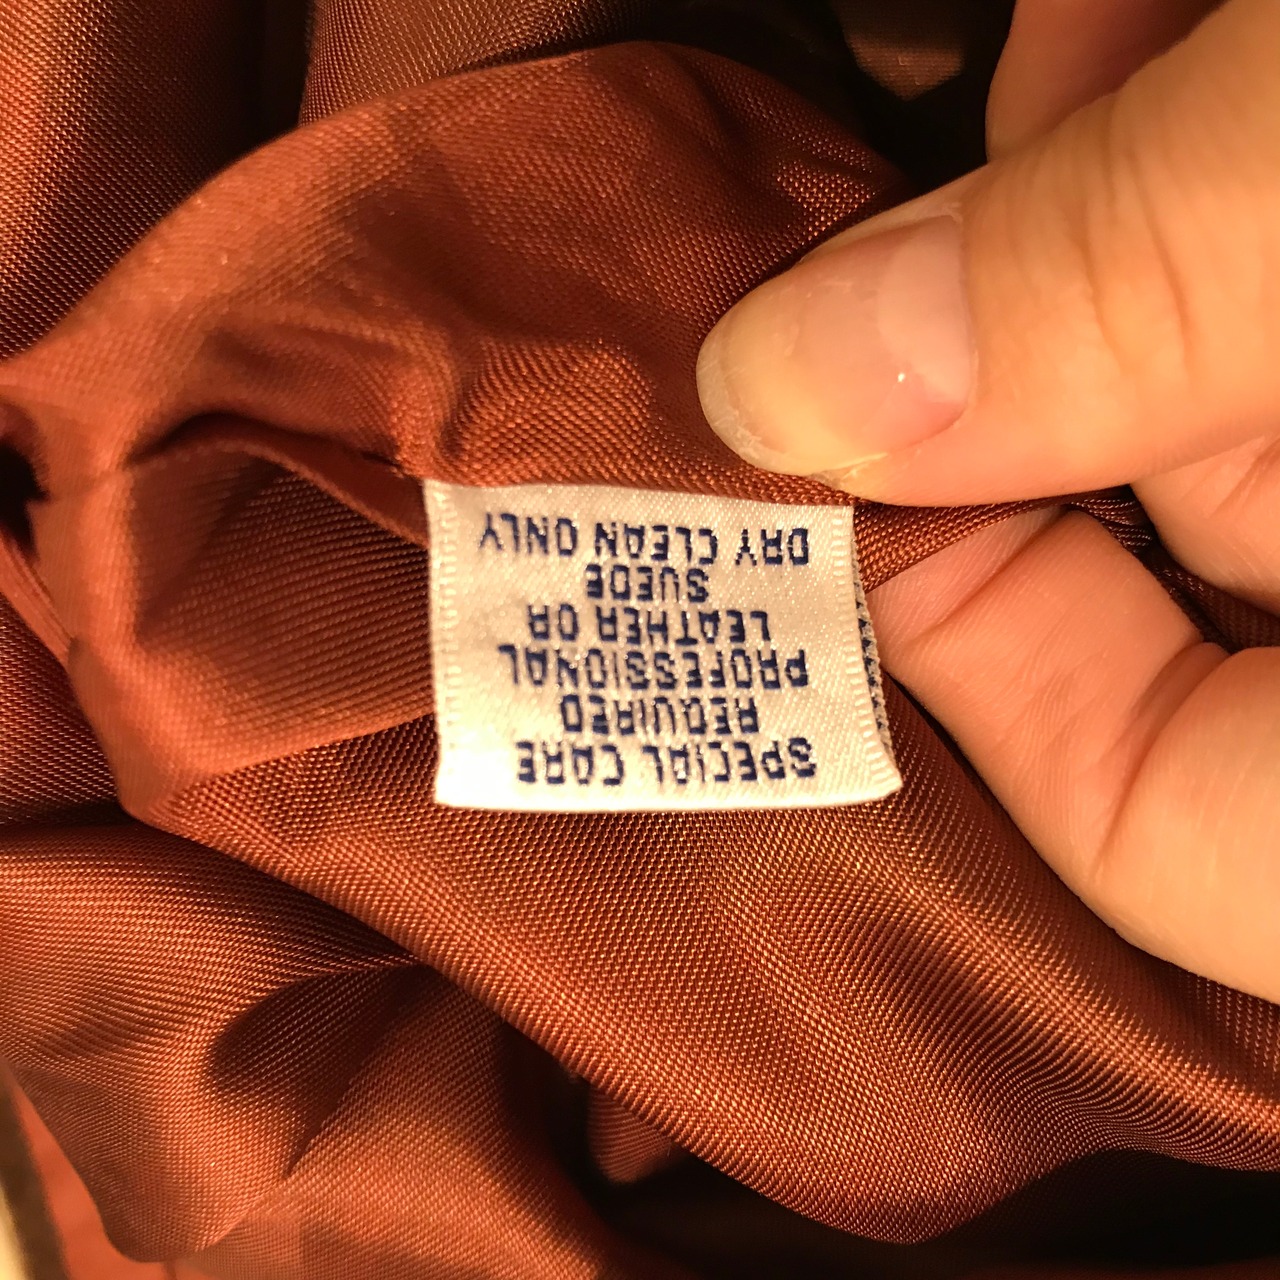 SPECIAL CARE
REQUIRED
PROFESSIONAL
LEATHER OR
SUEDE
DRY CLEAN ONLY